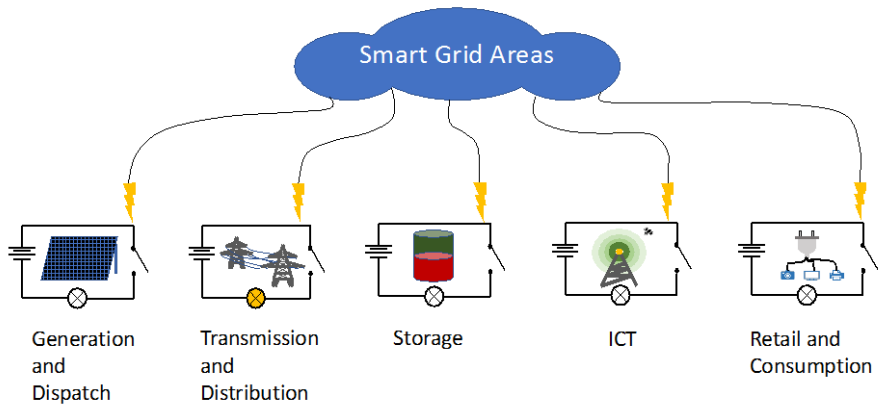 Smart Grid Areas
Generation
and
Dispatch
Transmission
and
Distribution
Storage
ICT
Retail and
Consumption